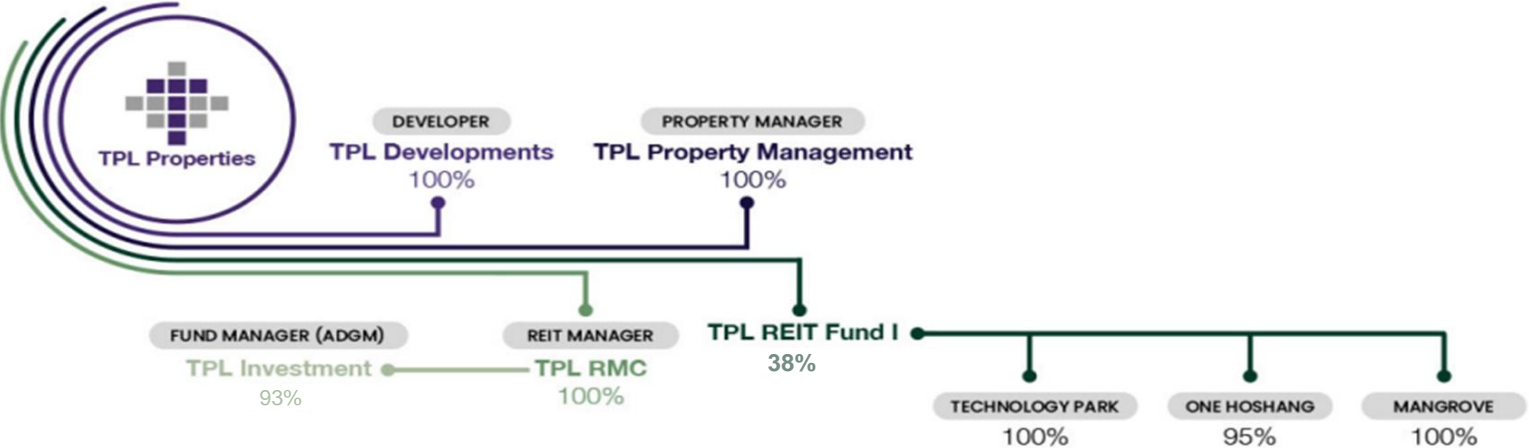 TPL Properties
DEVELOPER
TPL Developments
100%
PROPERTY MANAGER
TPL Property Management
100%
FUND MANAGER (ADGM)
TPL Investment
93%
REIT MANAGER
TPL RMC
100%
TPL REIT Fund I
38%
TECHNOLOGY PARK
100%
ONE HOSHANG
95%
MANGROVE
100%